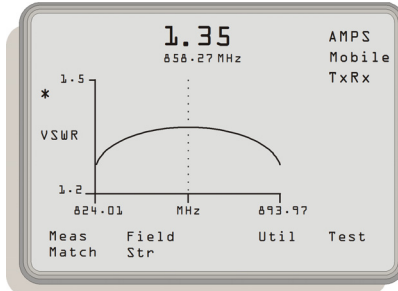 1.35
858.27 MHz
AMPS
Mobile
TxRx
1.5
*
VSWR
1.2
824.01 MHz 893.97
Meas Field Util Test
Match Str